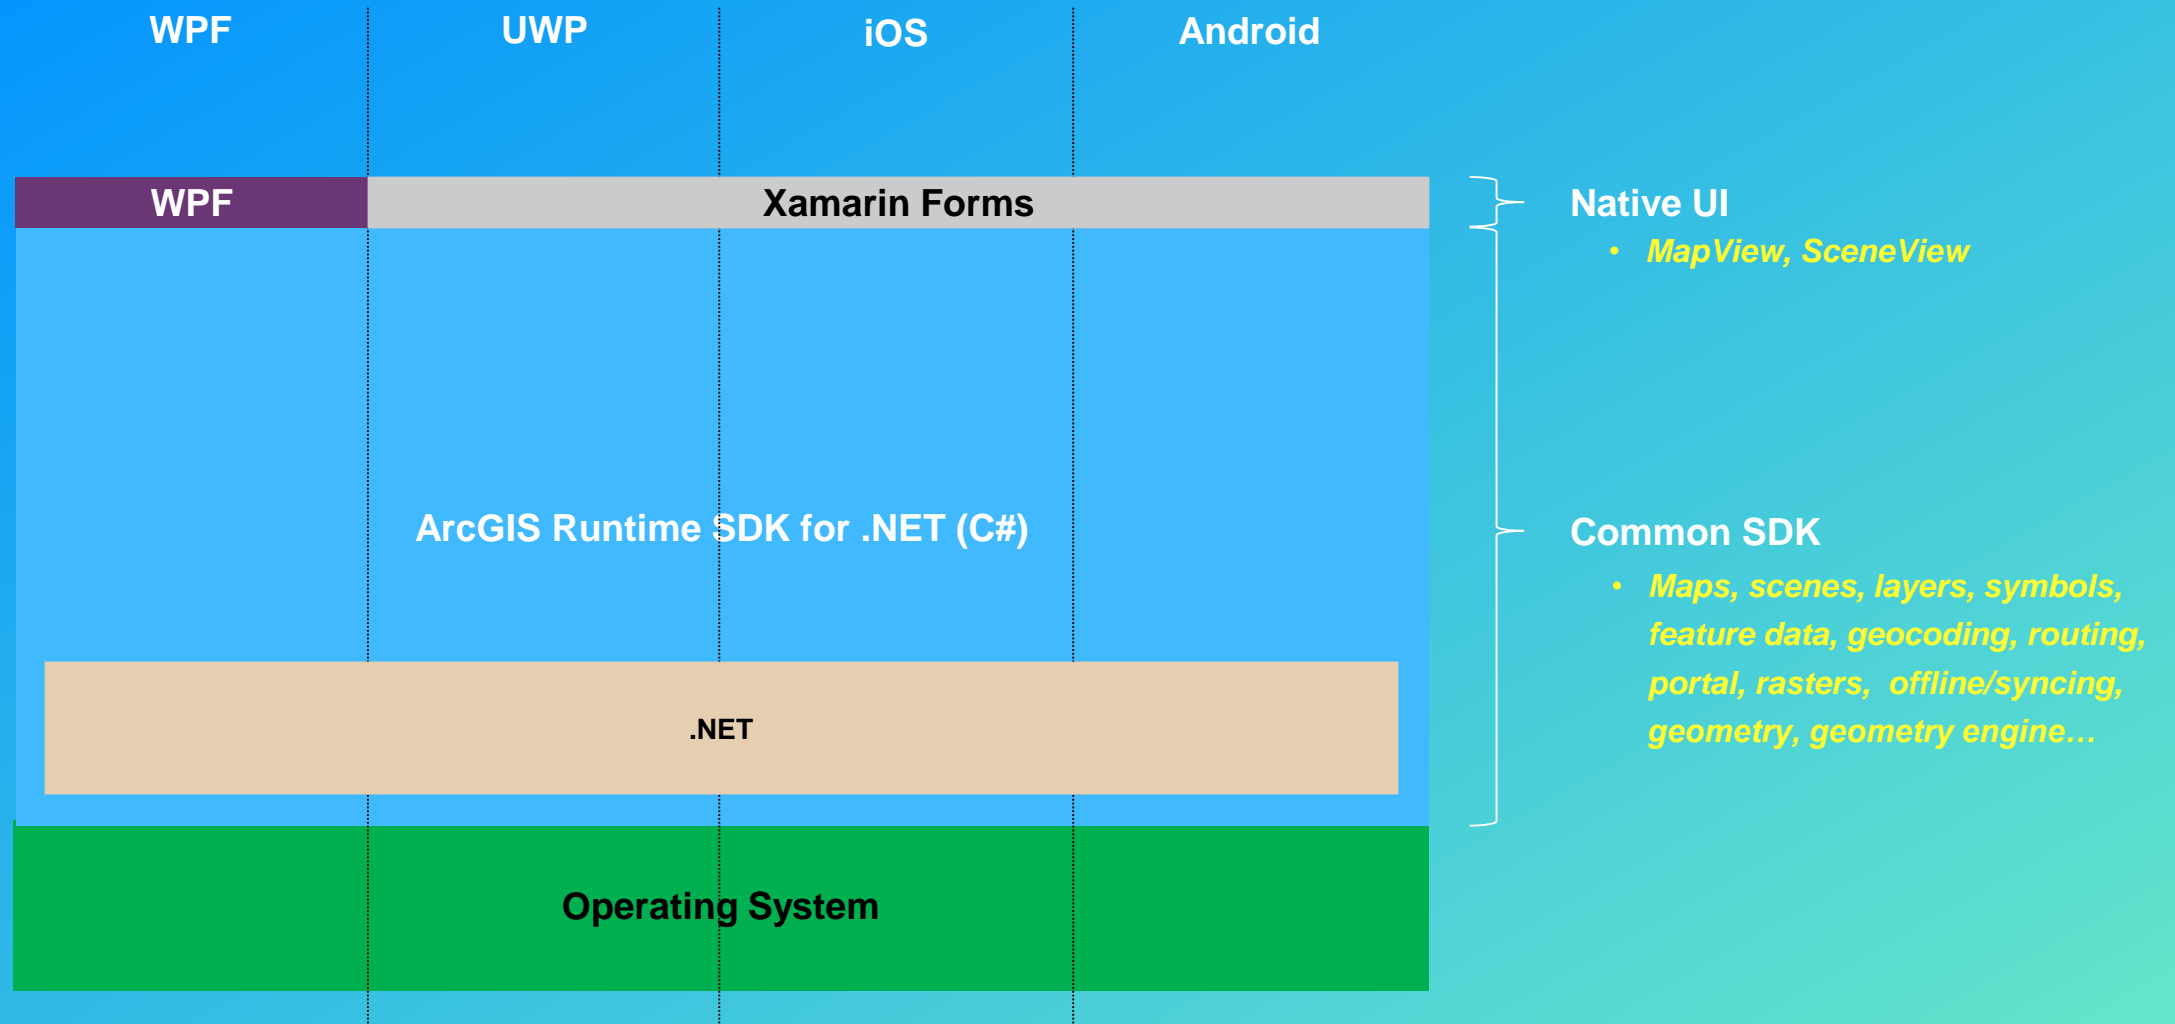 WPF
UWP
iOS
Android
WPF
Xamarin Forms
Native UI
• MapView, SceneView
ArcGIS Runtime SDK for .NET (C#)
Common SDK
• Maps, scenes, layers, symbols,
feature data, geocoding, routing,
portal, rasters, offline/syncing,
geometry, geometry engine…
.NET
Operating System